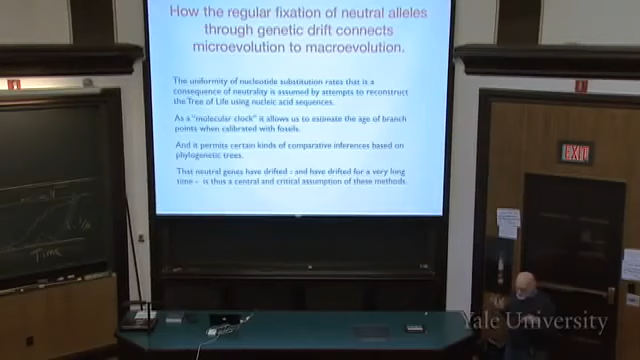 How the regular fixation of neutral alleles
through genetic drift connects
microevolution to macroevolution.
The uniformity of nucleotide substitution rates that is a
consequence of neutrality is assumed by attempts to reconstruct
the Tree of Life using nucleic acid sequences.
As a "molecular clock" it allows us to estimate the age of branch
points when calibrated with fossils.
And it permits certain kinds of comparative inferences based on
phylogenetic trees.
That neutral genes have drifted - and have drifted for a very long
time - is thus a central and critical assumption of these methods.
EXIT
Time
Yale University